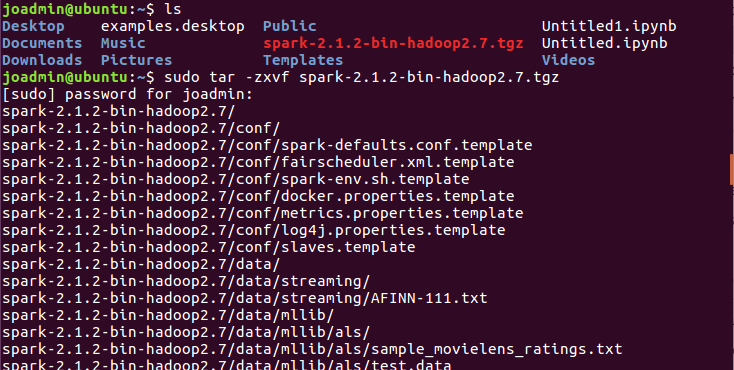 joadmin@ubuntu:~$ ls
Desktop examples.desktop Public Untitled1.ipynb
Documents Music spark-2.1.2-bin-hadoop2.7.tgz Untitled.ipynb
Downloads Pictures Templates Videos
joadmin@ubuntu:~$ sudo tar -zxvf spark-2.1.2-bin-hadoop2.7.tgz
[sudo] password for joadmin:
spark-2.1.2-bin-hadoop2.7/
spark-2.1.2-bin-hadoop2.7/conf/
spark-2.1.2-bin-hadoop2.7/conf/spark-defaults.conf.template
spark-2.1.2-bin-hadoop2.7/conf/fairscheduler.xml.template
spark-2.1.2-bin-hadoop2.7/conf/spark-env.sh.template
spark-2.1.2-bin-hadoop2.7/conf/docker.properties.template
spark-2.1.2-bin-hadoop2.7/conf/metrics.properties.template
spark-2.1.2-bin-hadoop2.7/conf/log4j.properties.template
spark-2.1.2-bin-hadoop2.7/conf/slaves.template
spark-2.1.2-bin-hadoop2.7/data/
spark-2.1.2-bin-hadoop2.7/data/streaming/
spark-2.1.2-bin-hadoop2.7/data/streaming/AFINN-111.txt
spark-2.1.2-bin-hadoop2.7/data/mllib/
spark-2.1.2-bin-hadoop2.7/data/mllib/als/
spark-2.1.2-bin-hadoop2.7/data/mllib/als/sample_movielens_ratings.txt
spark-2.1.2-bin-hadoop2.7/data/mllib/als/test.data